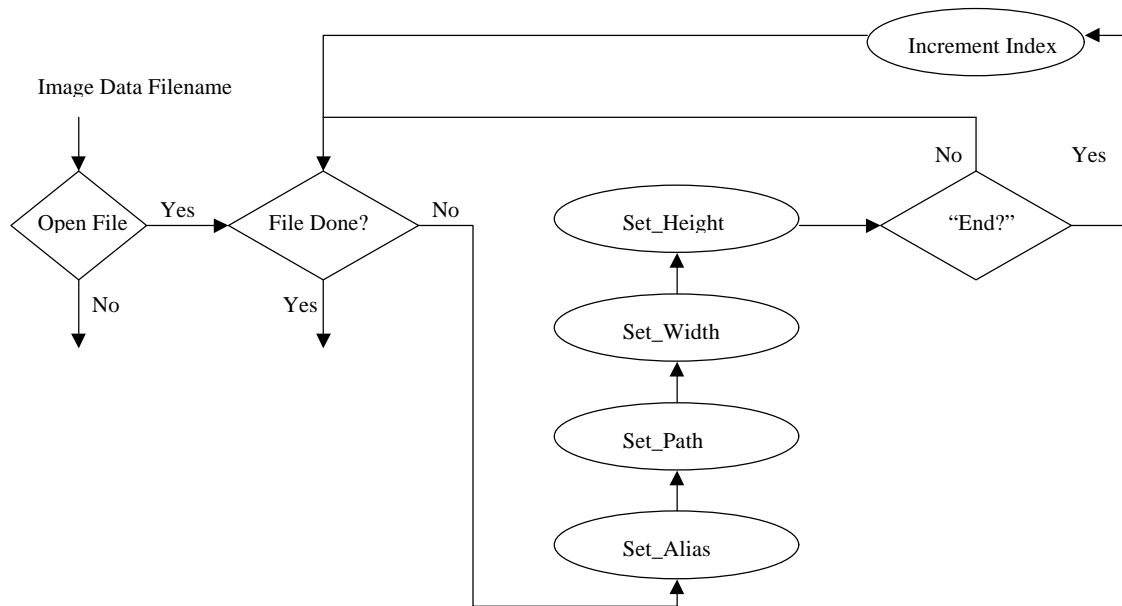 Increment Index
Image Data Filename
No
Yes
Open File
Yes
File Done?
No
Set_Height
“End?”
No
Yes
Set_Width
Set_Path
Set_Alias